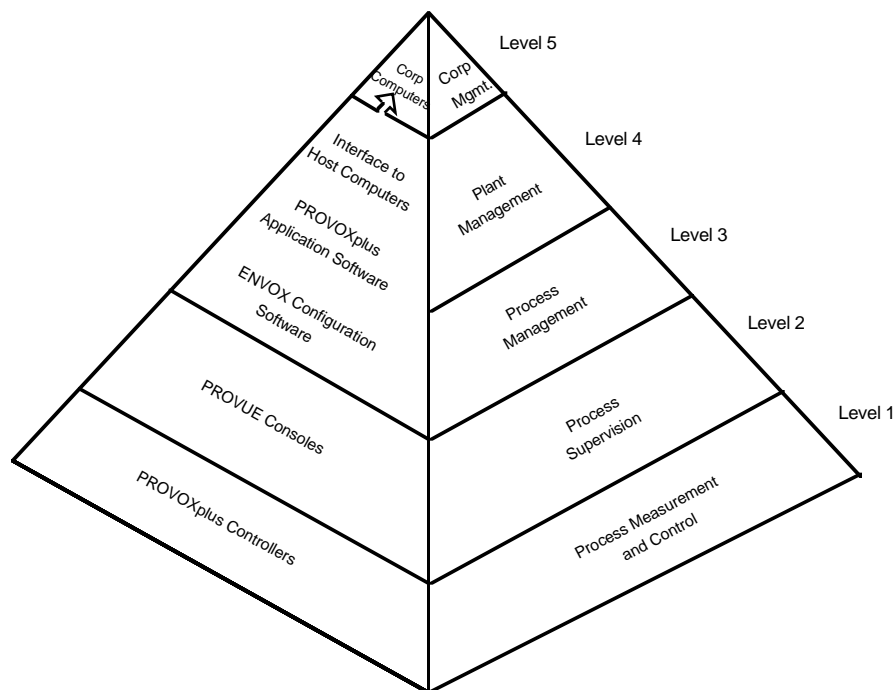 Level 5
Corp
Computers
Corp
Mgmt.
Level 4
Interface to
Host Computers
Plant
Management
PROVOXplus
Application Software
Level 3
ENVOX Configuration
Software
Process
Management
Level 2
PROVUE Consoles
Process
Supervision
Level 1
PROVOXplus Controllers
Process Measurement
and Control